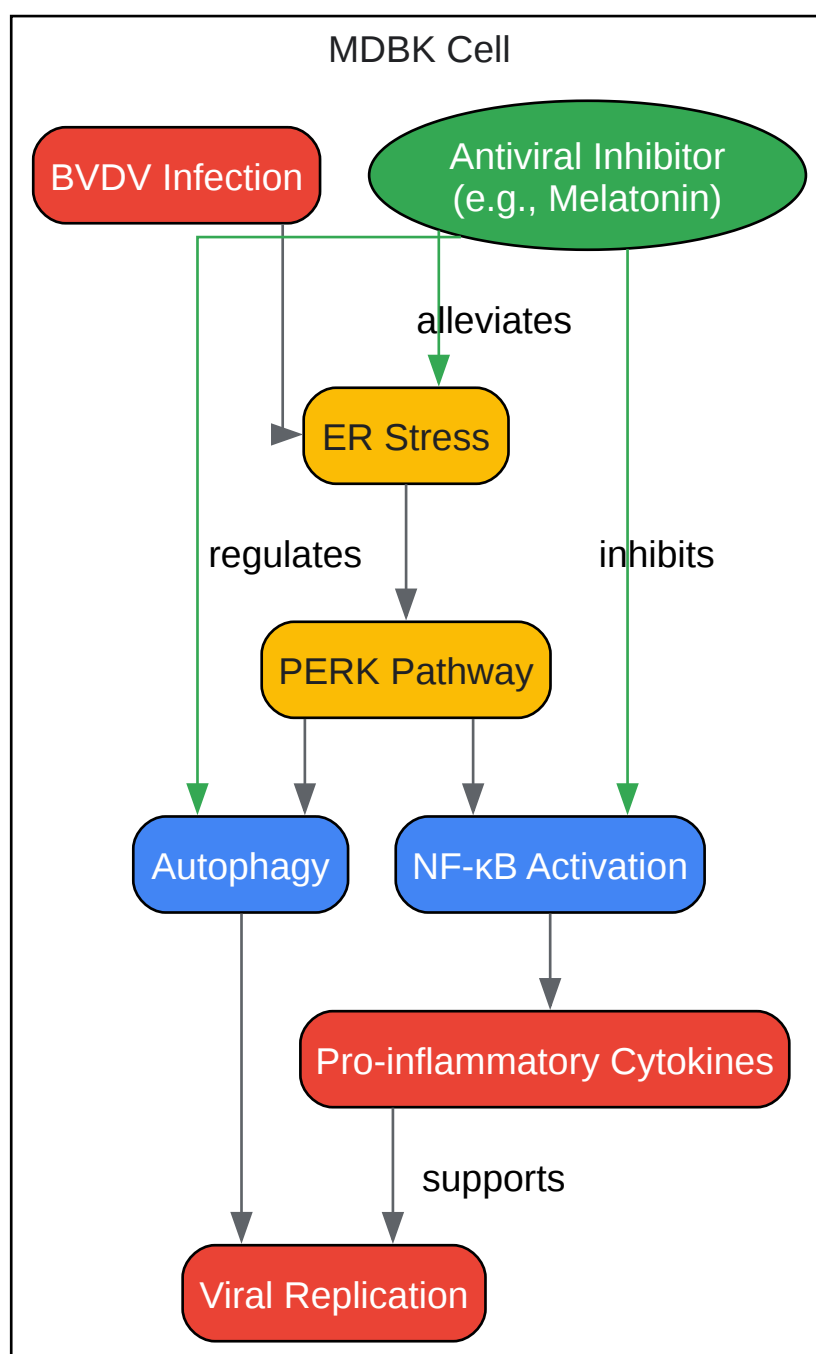 MDBK Cell
BVDV Infection
Antiviral Inhibitor
(e.g., Melatonin)
alleviates
ER Stress
regulates
inhibits
PERK Pathway
Autophagy
NF-κB Activation
Pro-inflammatory Cytokines
supports
Viral Replication